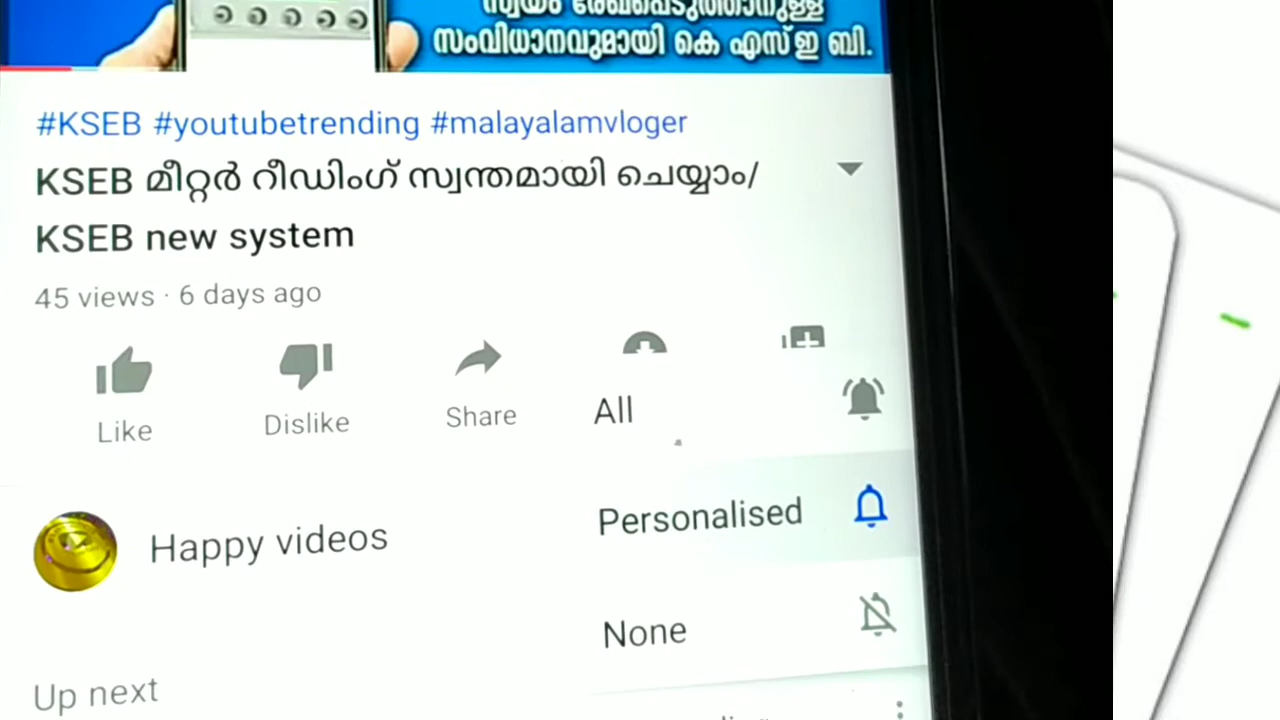 സ്വയം രേഖപ്പെടുത്താനുള്ള
സംവിധാനവുമായി കെ എസ് ഇ ബി.
#KSEB #youtubetrending #malayalamvloger
KSEB മീറ്റർ റീഡിംഗ് സ്വന്തമായി ചെയ്യാം/
KSEB new system
45 views · 6 days ago
Like
Dislike
Share
All
Happy videos
Personalised
None
Up next